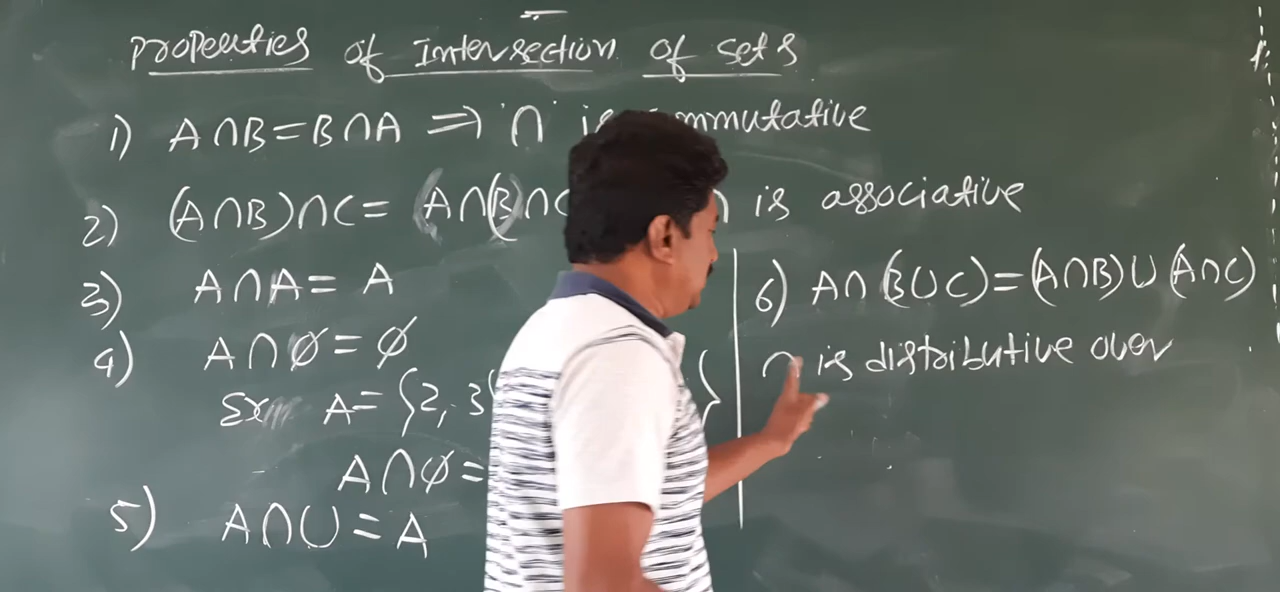 Properties of Intersection of sets
1) A∩B=B∩A ⇒ '∩' is commutative
2) (A∩B)∩C= (A∩B)∩C ∩ is associative
3) A∩A= A
4) A∩∅=∅
Ex A= {2, 3 }
A∩∅=
5) A∩U=A
6) A∩(B∪C)=(A∩B)∪(A∩C)
∩ is distributive over